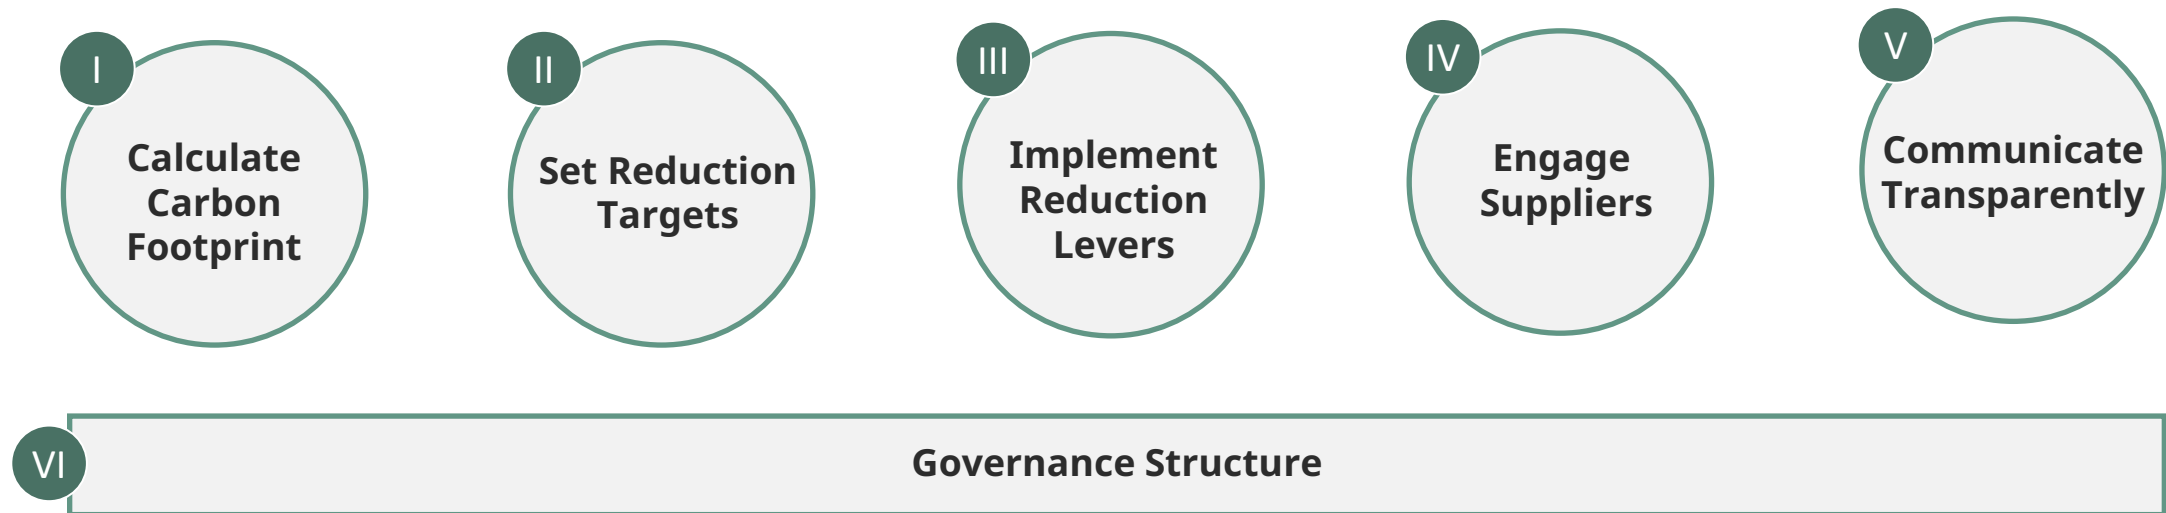 I
Calculate
Carbon
Footprint
II
Set Reduction
Targets
III
Implement
Reduction
Levers
IV
Engage
Suppliers
V
Communicate
Transparently
VI
Governance Structure